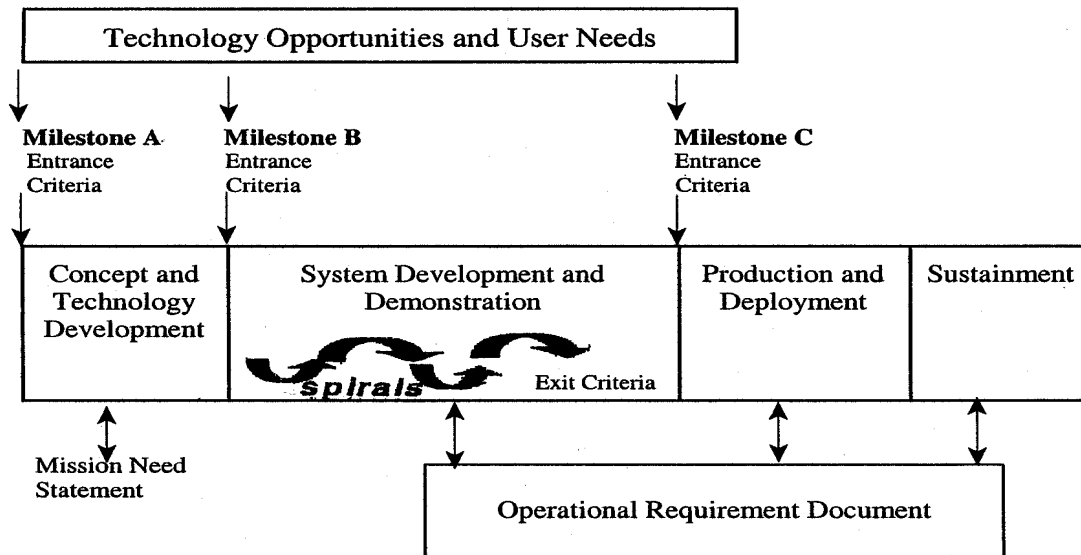 Technology Opportunities and User Needs
Milestone A
Entrance
Criteria
Milestone B
Entrance
Criteria
Milestone C
Entrance
Criteria
Concept and
Technology
Development
System Development and
Demonstration
spirals
Exit Criteria
Production and
Deployment
Sustainment
Mission Need
Statement
Operational Requirement Document